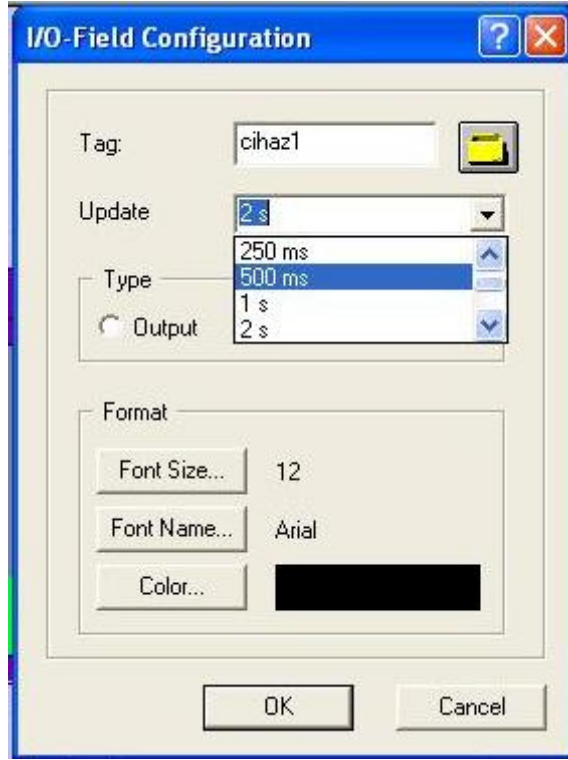 I/O-Field Configuration
Tag: cihaz1
Update 2 s
250 ms
500 ms
1 s
2 s
Type
Output
Format
Font Size... 12
Font Name... Arial
Color...
OK Cancel